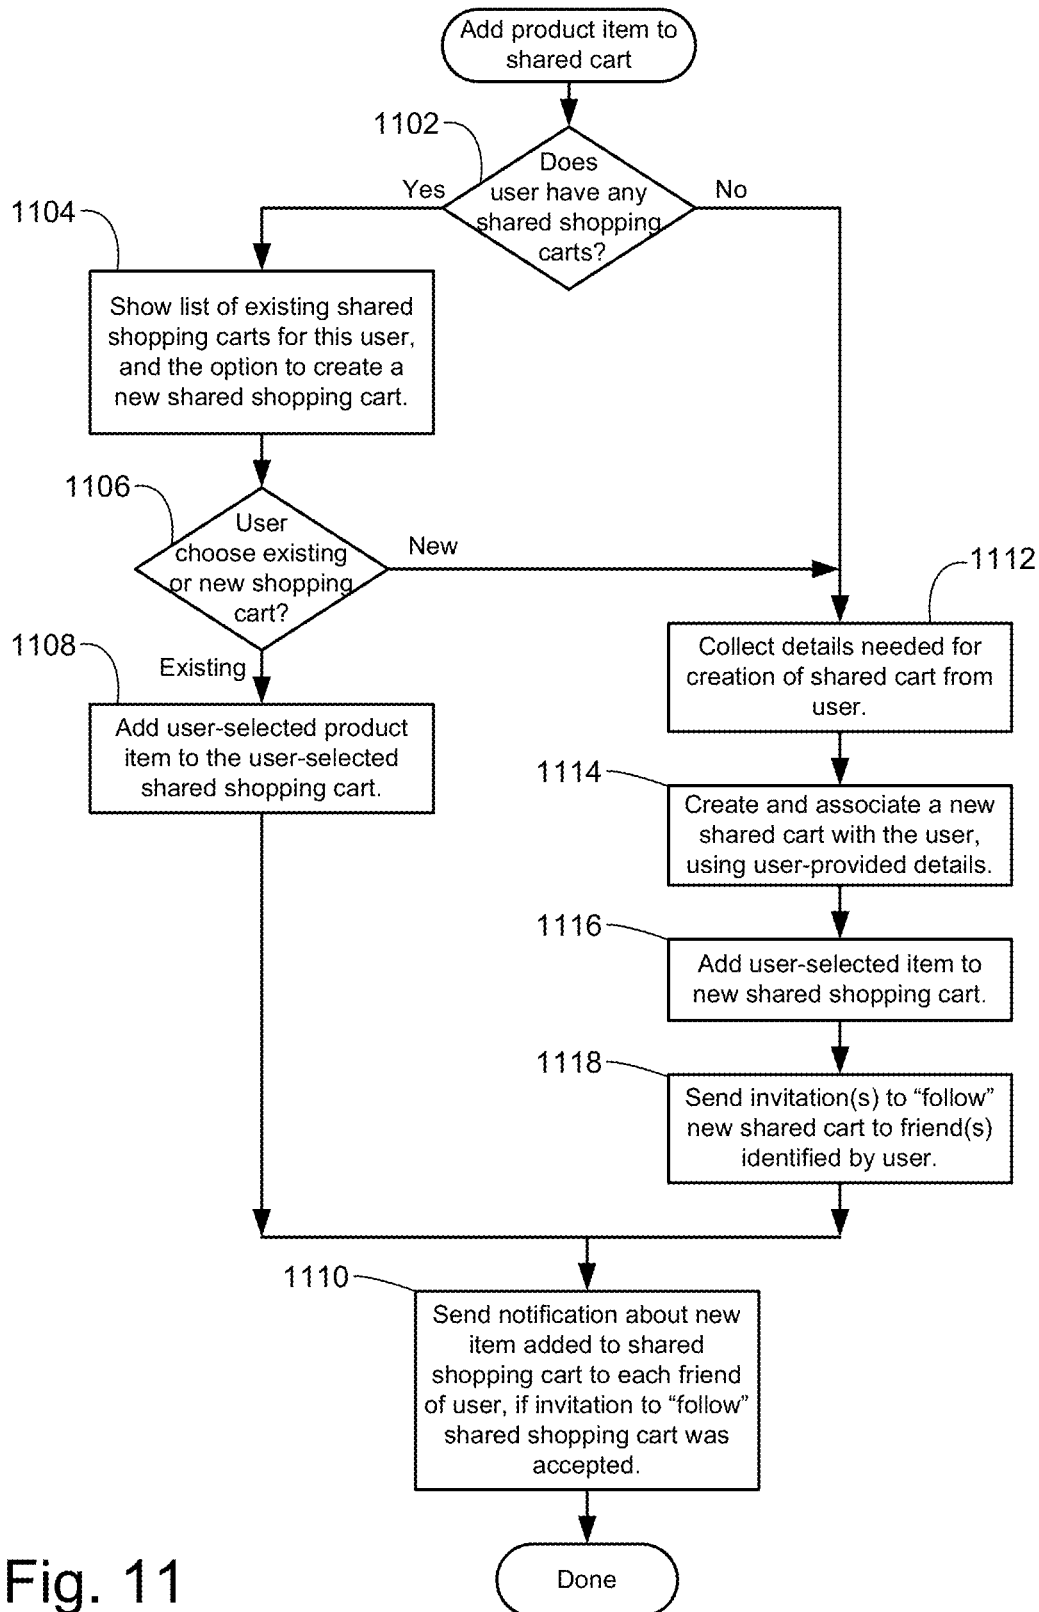 Add product item to
shared cart
1102
Does
user have any
shared shopping
carts?
Yes
No
1104
Show list of existing shared
shopping carts for this user,
and the option to create a
new shared shopping cart.
1106
User
choose existing
or new shopping
cart?
New
Existing
1108
Add user-selected product
item to the user-selected
shared shopping cart.
1112
Collect details needed for
creation of shared cart from
user.
1114
Create and associate a new
shared cart with the user,
using user-provided details.
1116
Add user-selected item to
new shared shopping cart.
1118
Send invitation(s) to “follow”
new shared cart to friend(s)
identified by user.
1110
Send notification about new
item added to shared
shopping cart to each friend
of user, if invitation to “follow”
shared shopping cart was
accepted.
Done
Fig. 11